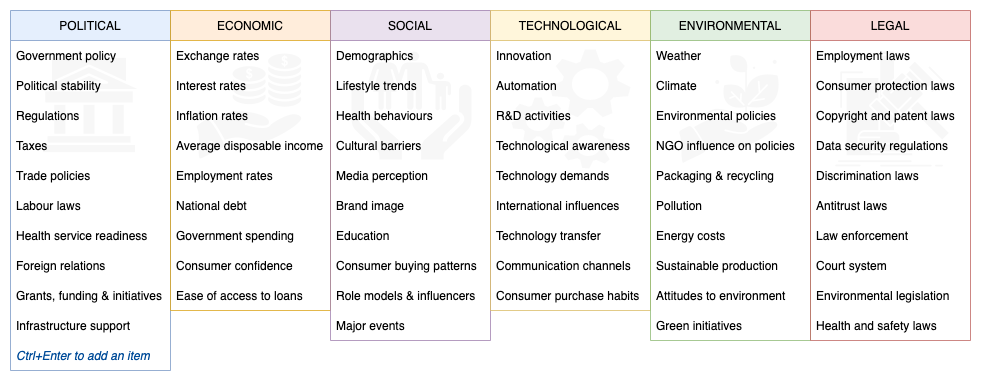 POLITICAL
Government policy
Political stability
Regulations
Taxes
Trade policies
Labour laws
Health service readiness
Foreign relations
Grants, funding & initiatives
Infrastructure support
Ctrl+Enter to add an item
ECONOMIC
Exchange rates
Interest rates
Inflation rates
Average disposable income
Employment rates
National debt
Government spending
Consumer confidence
Ease of access to loans
SOCIAL
Demographics
Lifestyle trends
Health behaviours
Cultural barriers
Media perception
Brand image
Education
Consumer buying patterns
Role models & influencers
Major events
TECHNOLOGICAL
Innovation
Automation
R&D activities
Technological awareness
Technology demands
International influences
Technology transfer
Communication channels
Consumer purchase habits
ENVIRONMENTAL
Weather
Climate
Environmental policies
NGO influence on policies
Packaging & recycling
Pollution
Energy costs
Sustainable production
Attitudes to environment
Green initiatives
LEGAL
Employment laws
Consumer protection laws
Copyright and patent laws
Data security regulations
Discrimination laws
Antitrust laws
Law enforcement
Court system
Environmental legislation
Health and safety laws